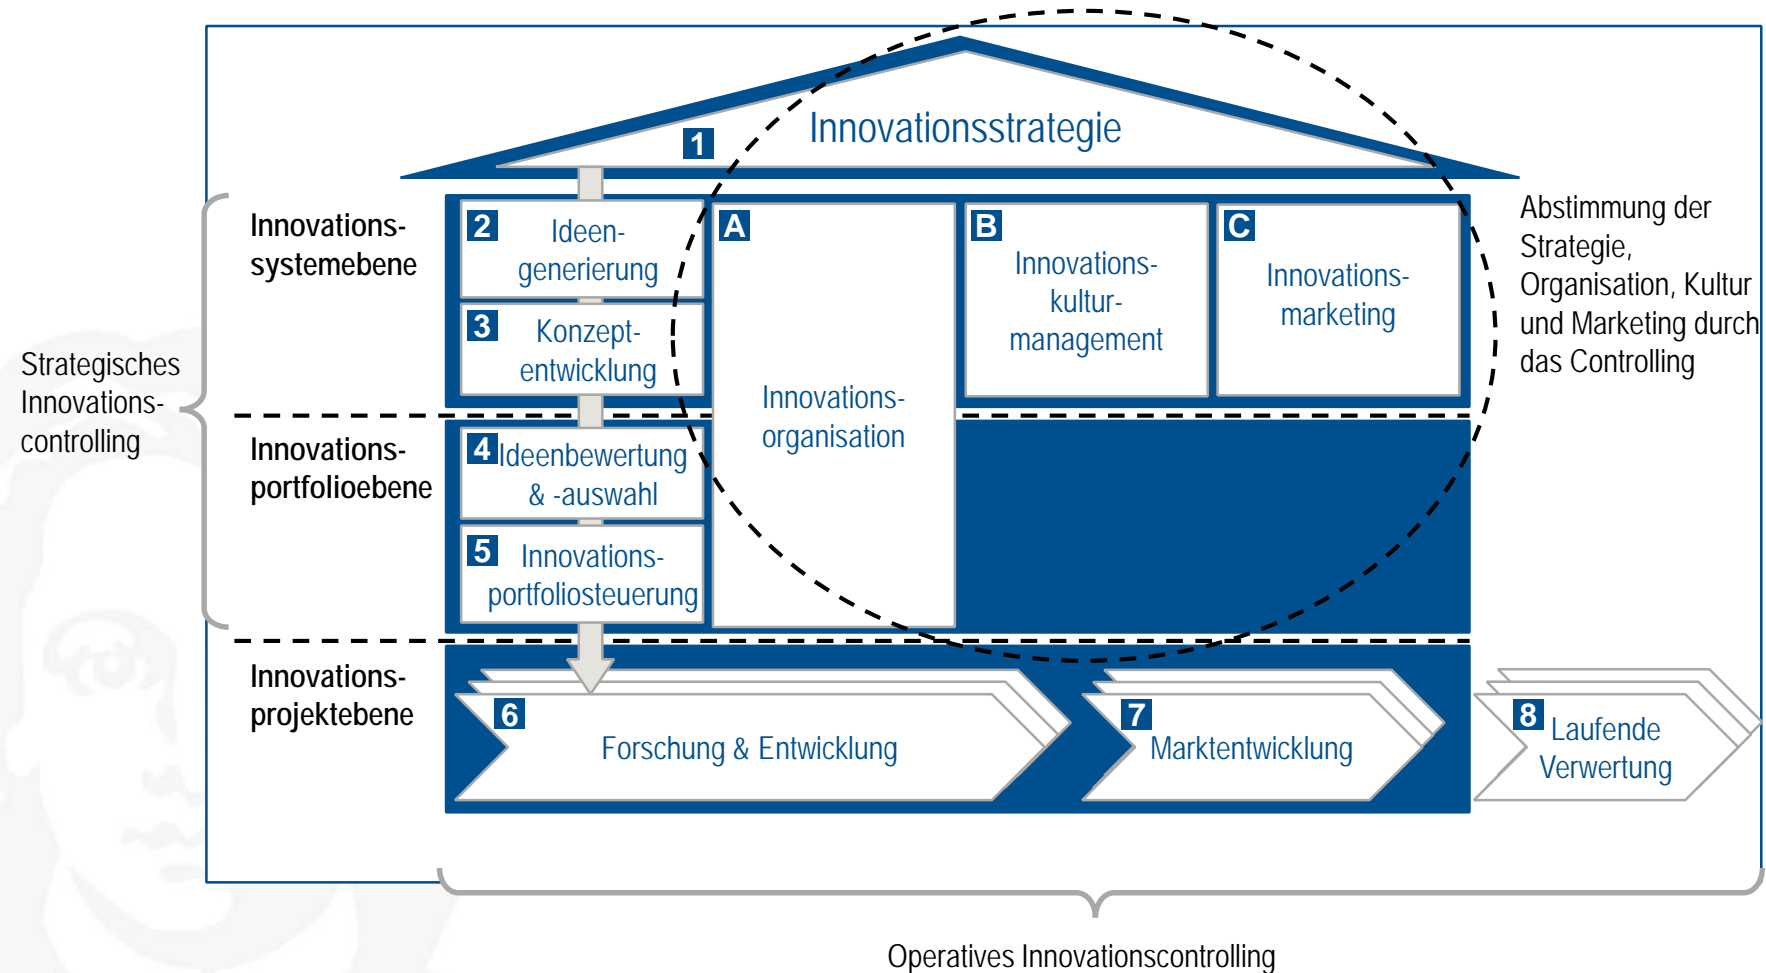 Innovationsstrategie
1
Innovations-
systemebene
2
Ideen-
generierung
3
Konzept-
entwicklung
A
Innovations-
organisation
B
Innovations-
kultur-
management
C
Innovations-
marketing
Abstimmung der
Strategie,
Organisation, Kultur
und Marketing durch
das Controlling
Strategisches
Innovations-
controlling
Innovations-
portfolioebene
4
Ideenbewertung
& -auswahl
5
Innovations-
portfoliosteuerung
Innovations-
projektebene
6
Forschung & Entwicklung
7
Marktentwicklung
8
Laufende
Verwertung
Operatives Innovationscontrolling